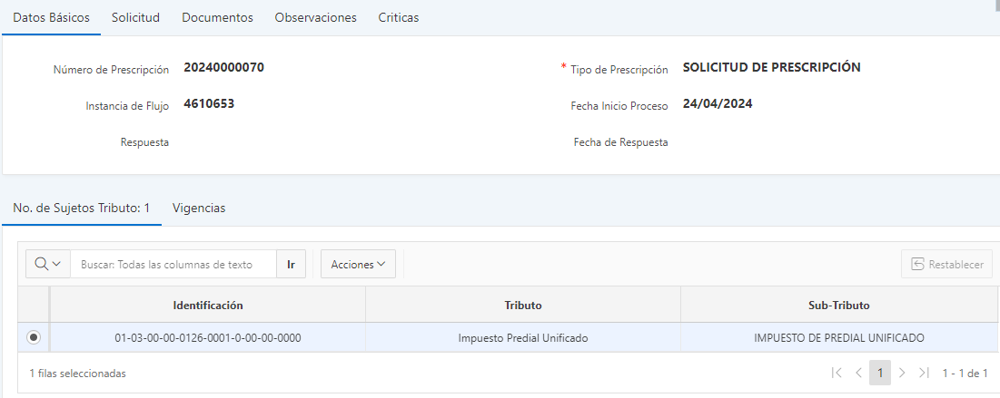 Datos Básicos Solicitud Documentos Observaciones Criticas
Número de Prescripción 20240000070 * Tipo de Prescripción SOLICITUD DE PRESCRIPCIÓN
Instancia de Flujo 4610653 Fecha Inicio Proceso 24/04/2024
Respuesta Fecha de Respuesta
No. de Sujetos Tributo: 1 Vigencias
Buscar: Todas las columnas de texto Ir Acciones Restablecer
Identificación Tributo Sub-Tributo
01-03-00-00-0126-0001-0-00-00-0000 Impuesto Predial Unificado IMPUESTO DE PREDIAL UNIFICADO
1 filas seleccionadas 1 1 - 1 de 1